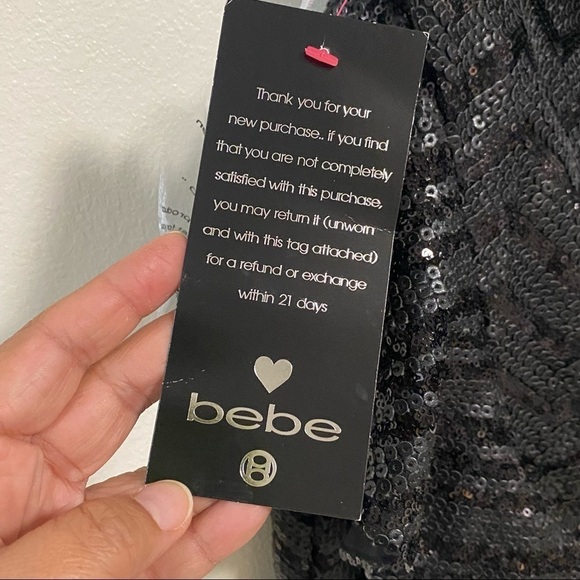 Thank you for your
new purchase.. if you find
that you are not completely
satisfied with this purchase,
you may return it (unworn
and with this tag attached)
for a refund or exchange
within 21 days
bebe